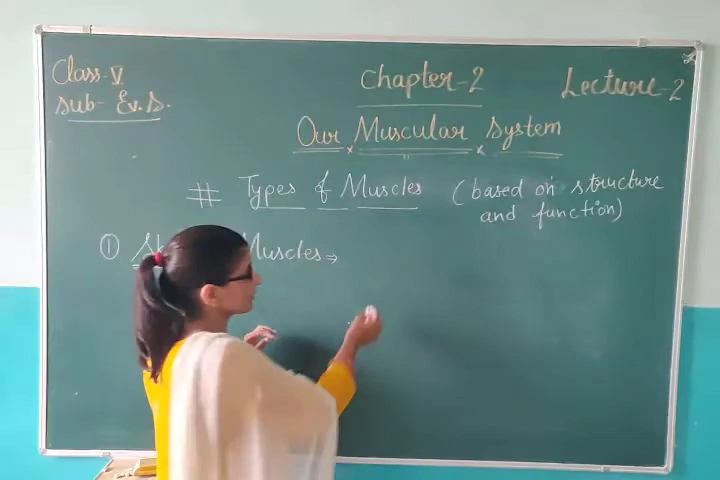 Class-V
Sub- Ev.S.
Chapter-2
Lecture-2
Our Muscular System
# Types of Muscles (based on structure
and function)
① Muscles →